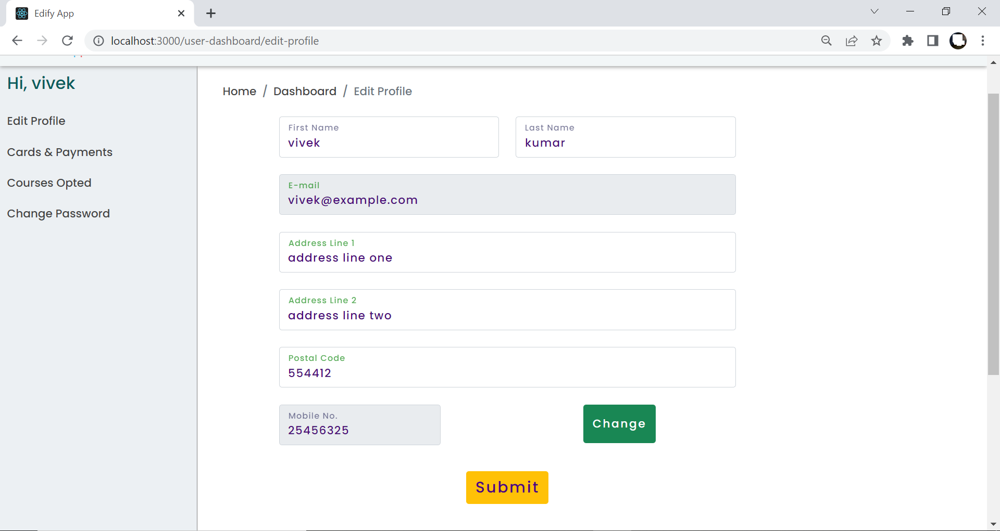 Edify App
localhost:3000/user-dashboard/edit-profile
Hi, vivek
Edit Profile
Cards & Payments
Courses Opted
Change Password
Home / Dashboard / Edit Profile
First Name
vivek
Last Name
kumar
E-mail
vivek@example.com
Address Line 1
address line one
Address Line 2
address line two
Postal Code
554412
Mobile No.
25456325
Change
Submit